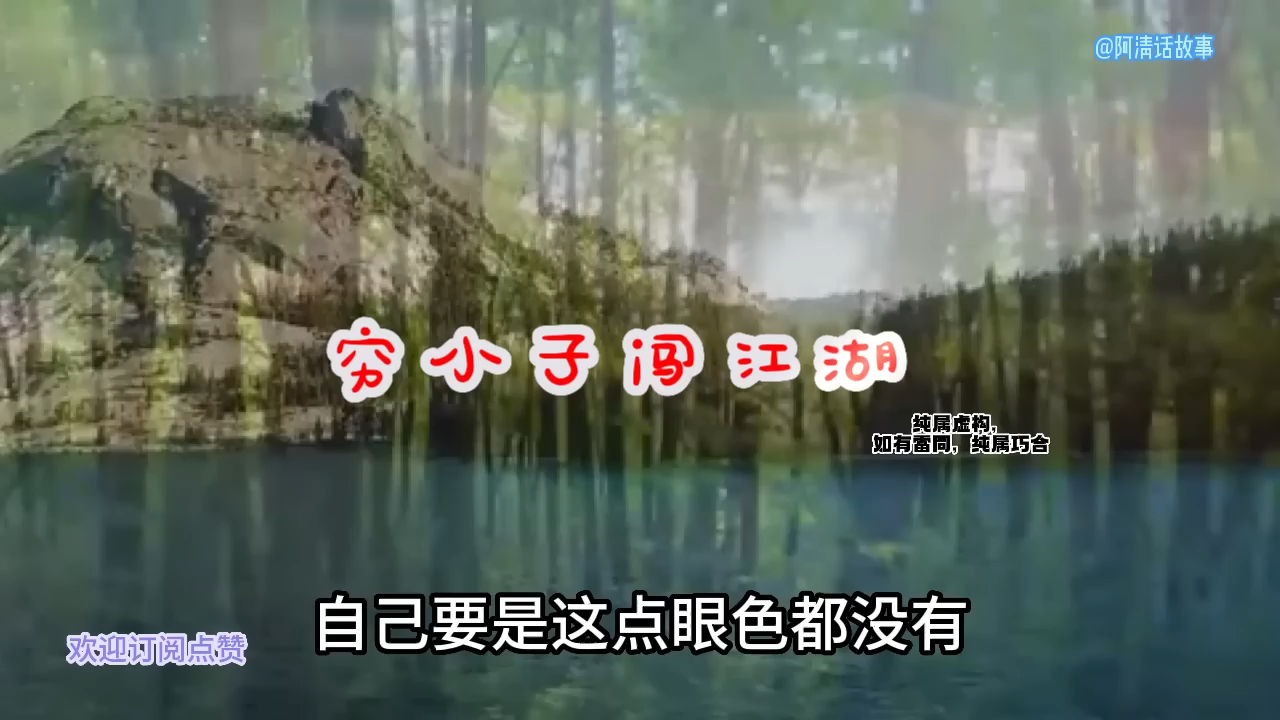 @阿清话故事
穷小子闯江湖
纯属虚构，
如有雷同，纯属巧合
自己要是这点眼色都没有
欢迎订阅点赞